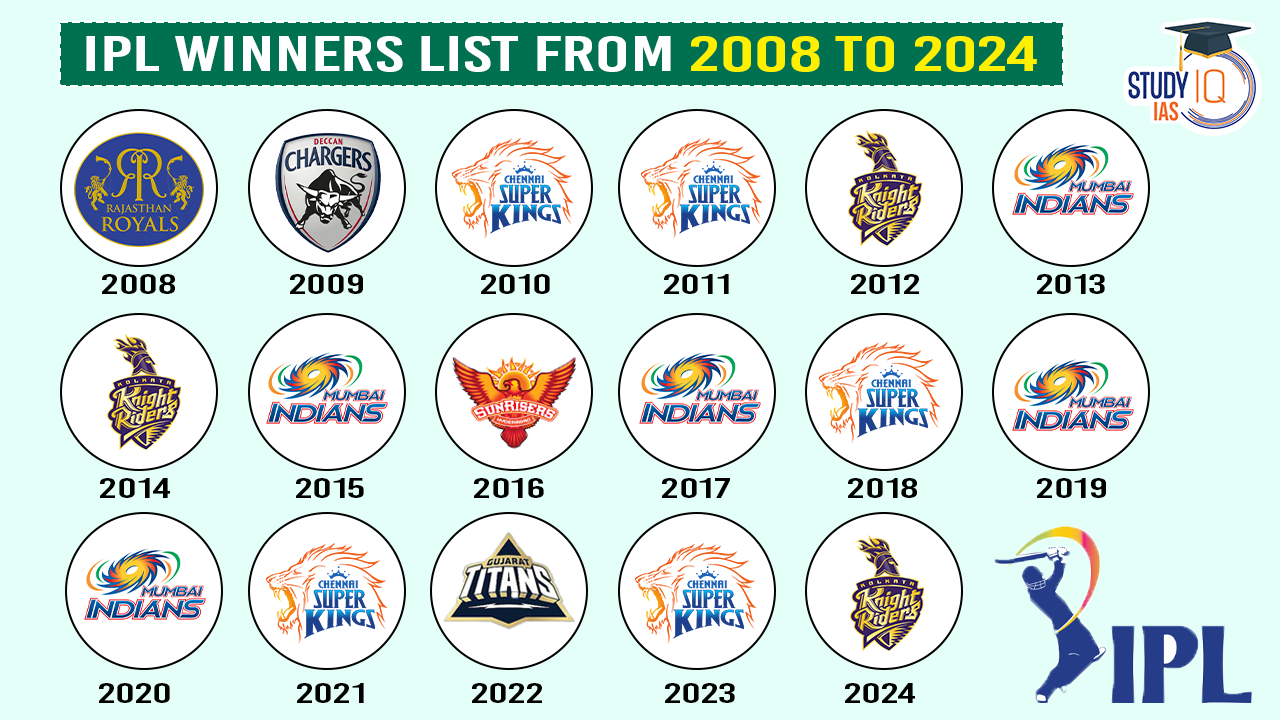 IPL WINNERS LIST FROM 2008 TO 2024
STUDY IQ
IAS
RAJASTHAN
ROYALS
DECCAN
CHARGERS
CHENNAI
SUPER
KINGS
CHENNAI
SUPER
KINGS
KOLKATA
Knight
Riders
MUMBAI
INDIANS
2008
2009
2010
2011
2012
2013
KOLKATA
Knight
Riders
MUMBAI
INDIANS
SUNRISERS
HYDERABAD
MUMBAI
INDIANS
CHENNAI
SUPER
KINGS
MUMBAI
INDIANS
2014
2015
2016
2017
2018
2019
MUMBAI
INDIANS
CHENNAI
SUPER
KINGS
GUJARAT
TITANS
CHENNAI
SUPER
KINGS
KOLKATA
Knight
Riders
IPL
2020
2021
2022
2023
2024